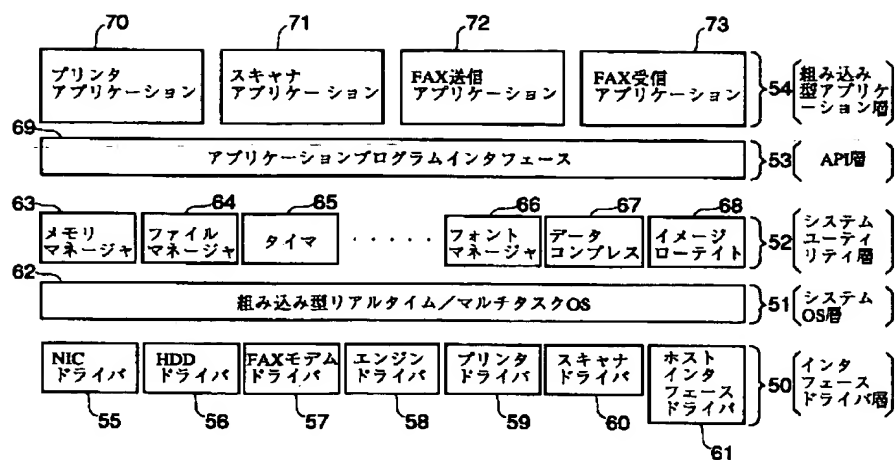 70
71
72
73
プリンタ
アプリケーション
スキャナ
アプリケーション
FAX送信
アプリケーション
FAX受信
アプリケーション
54
組み込み
型アプリケ
ーション層
69
アプリケーションプログラムインタフェース
53
API層
63
64
65
66
67
68
メモリ
マネージャ
ファイル
マネージャ
タイマ
・・・・・
フォント
マネージャ
データ
コンプレス
イメージ
ローテイト
52
システム
ユーティ
リティ層
62
組み込み型リアルタイム/マルチタスクOS
51
システム
OS層
NIC
ドライバ
HDD
ドライバ
FAXモデム
ドライバ
エンジン
ドライバ
プリンタ
ドライバ
スキャナ
ドライバ
ホスト
インタ
フェース
ドライバ
50
インタ
フェース
ドライバ層
55
56
57
58
59
60
61